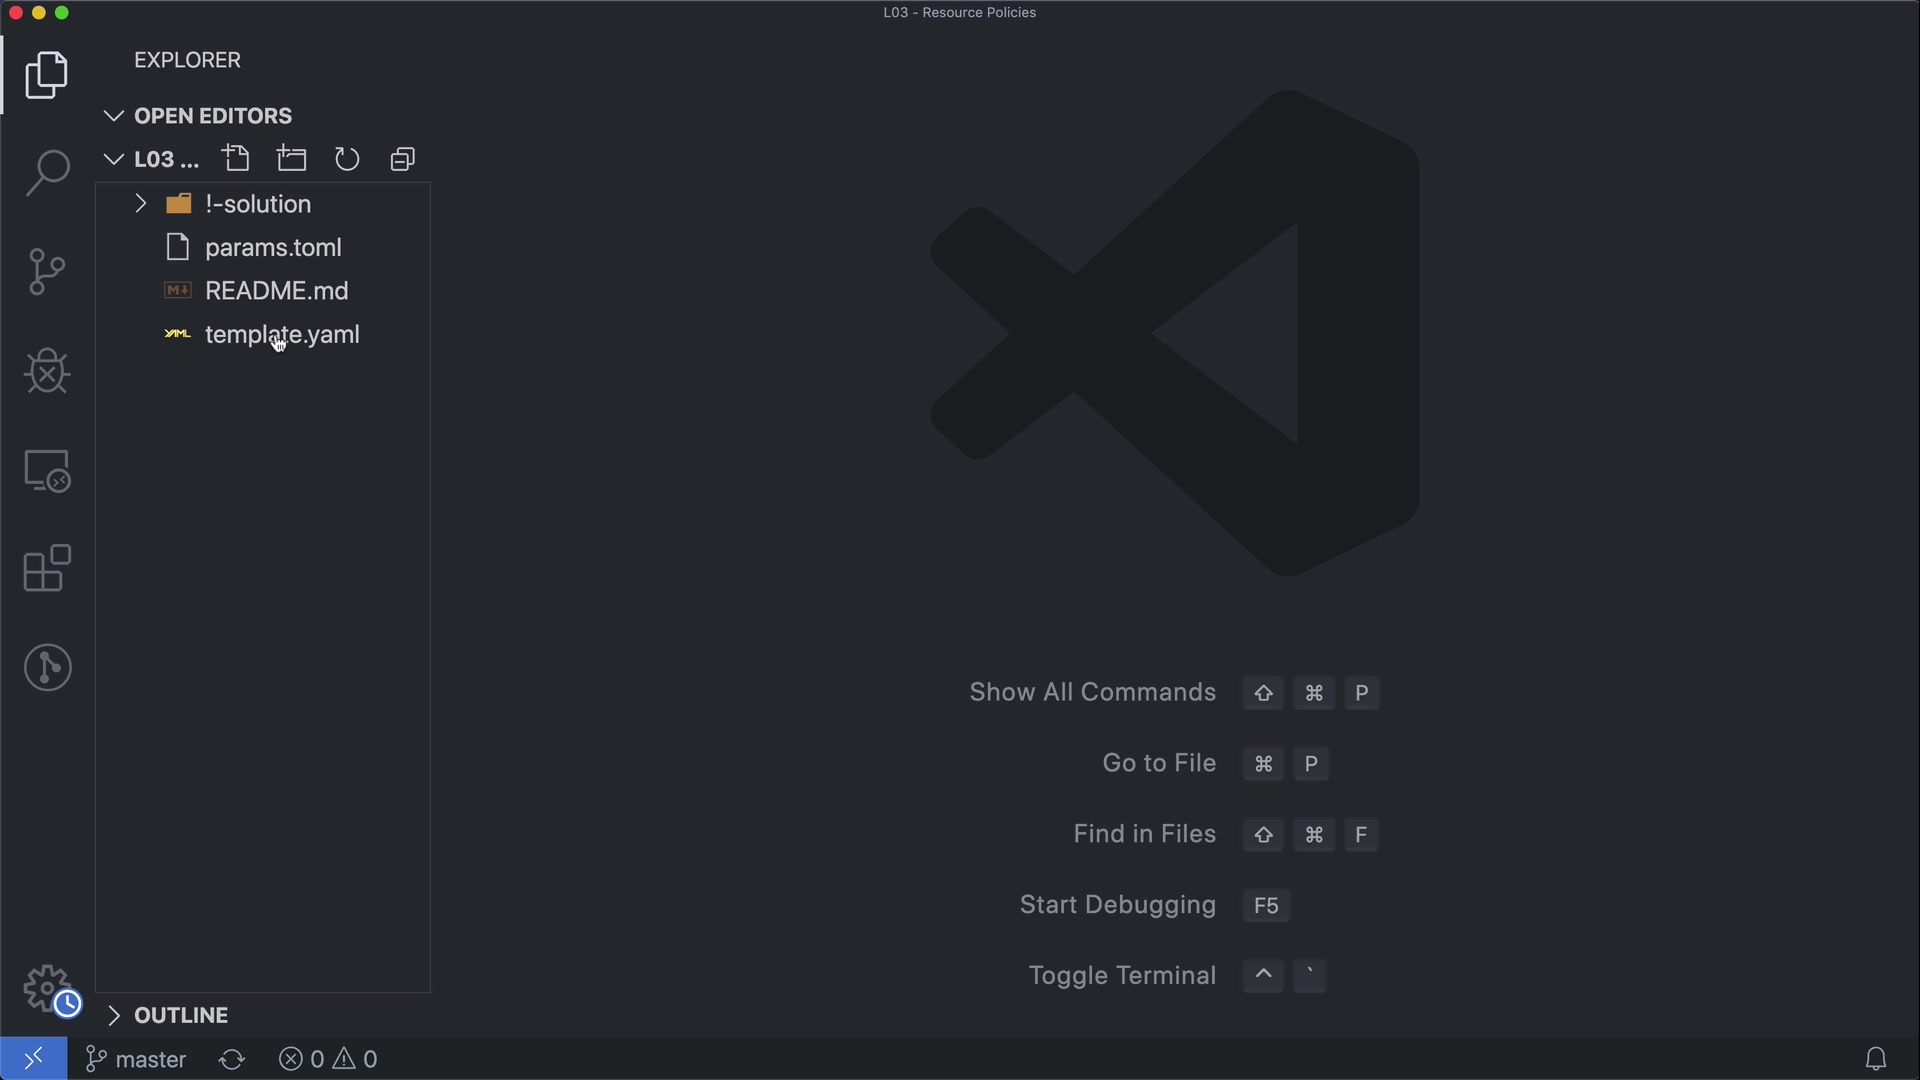 L03 - Resource Policies
EXPLORER
OPEN EDITORS
L03 ...
!-solution
params.toml
M↓ README.md
YAML template.yaml
Show All Commands ⇧ ⌘ P
Go to File ⌘ P
Find in Files ⇧ ⌘ F
Start Debugging F5
Toggle Terminal ^ `
OUTLINE
master 0 0